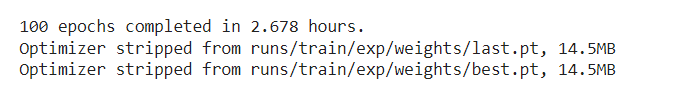 100 epochs completed in 2.678 hours.
Optimizer stripped from runs/train/exp/weights/last.pt, 14.5MB
Optimizer stripped from runs/train/exp/weights/best.pt, 14.5MB